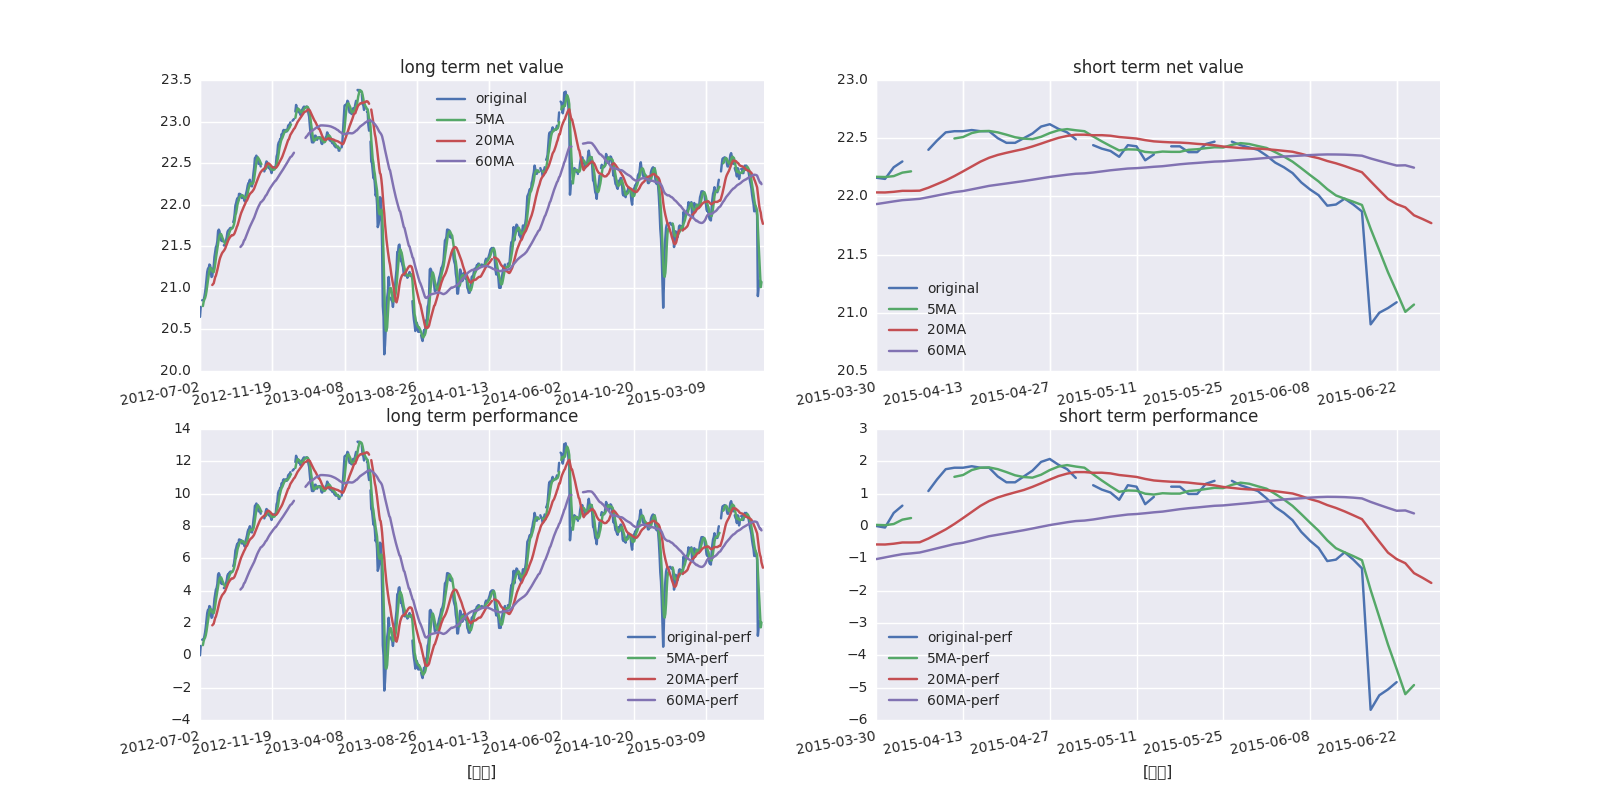 long term net value
23.5
23.0
22.5
22.0
21.5
21.0
20.5
20.0
original
5MA
20MA
60MA
2012-07-02 2012-11-19 2013-04-08 2013-08-26 2014-01-13 2014-06-02 2014-10-20 2015-03-09
short term net value
23.0
22.5
22.0
21.5
21.0
20.5
original
5MA
20MA
60MA
2015-03-30 2015-04-13 2015-04-27 2015-05-11 2015-05-25 2015-06-08 2015-06-22
long term performance
14
12
10
8
6
4
2
0
−2
−4
original-perf
5MA-perf
20MA-perf
60MA-perf
2012-07-02 2012-11-19 2013-04-08 2013-08-26 2014-01-13 2014-06-02 2014-10-20 2015-03-09
short term performance
3
2
1
0
−1
−2
−3
−4
−5
−6
original-perf
5MA-perf
20MA-perf
60MA-perf
2015-03-30 2015-04-13 2015-04-27 2015-05-11 2015-05-25 2015-06-08 2015-06-22